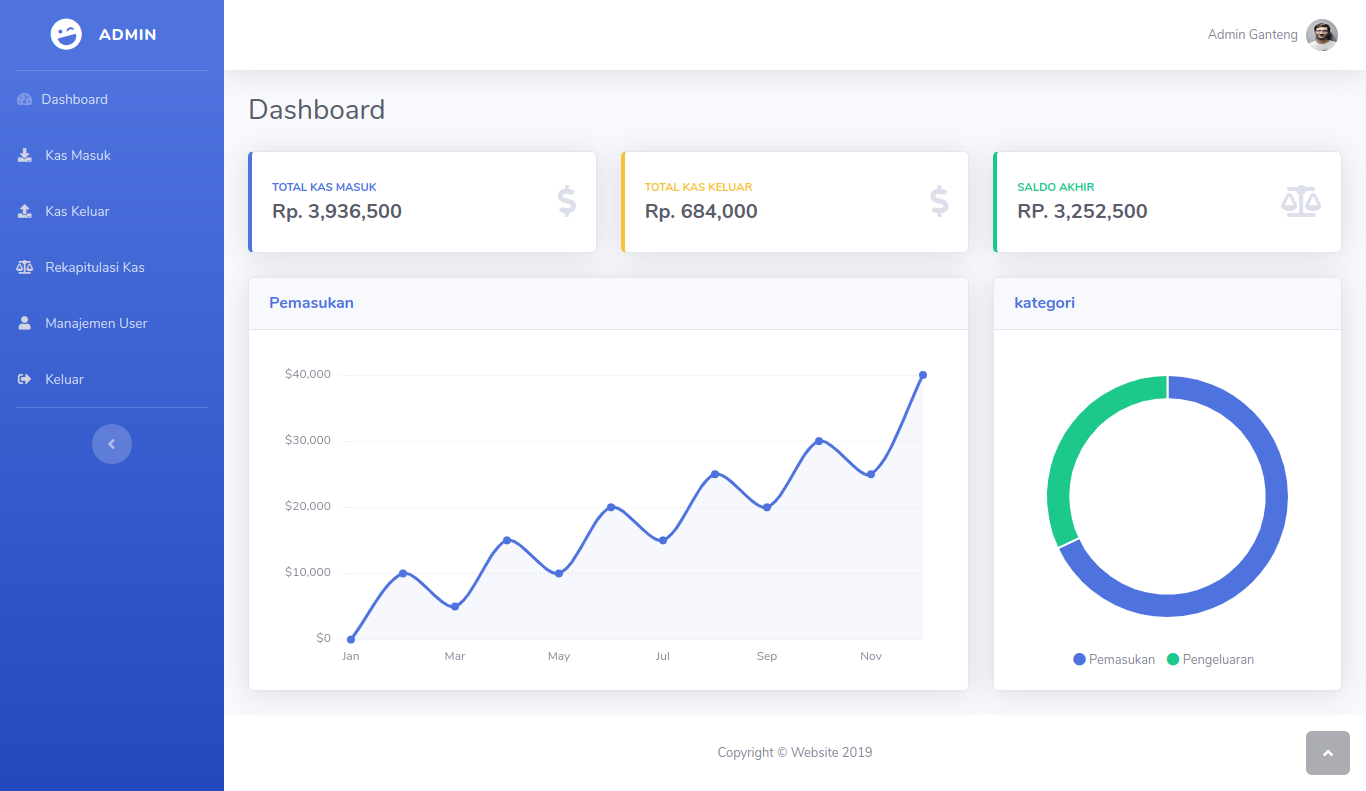 ADMIN
Dashboard
Kas Masuk
Kas Keluar
Rekapitulasi Kas
Manajemen User
Keluar
Admin Ganteng
Dashboard
TOTAL KAS MASUK
Rp. 3,936,500
TOTAL KAS KELUAR
Rp. 684,000
SALDO AKHIR
RP. 3,252,500
Pemasukan
$40,000
$30,000
$20,000
$10,000
$0
Jan Mar May Jul Sep Nov
kategori
Pemasukan Pengeluaran
Copyright © Website 2019